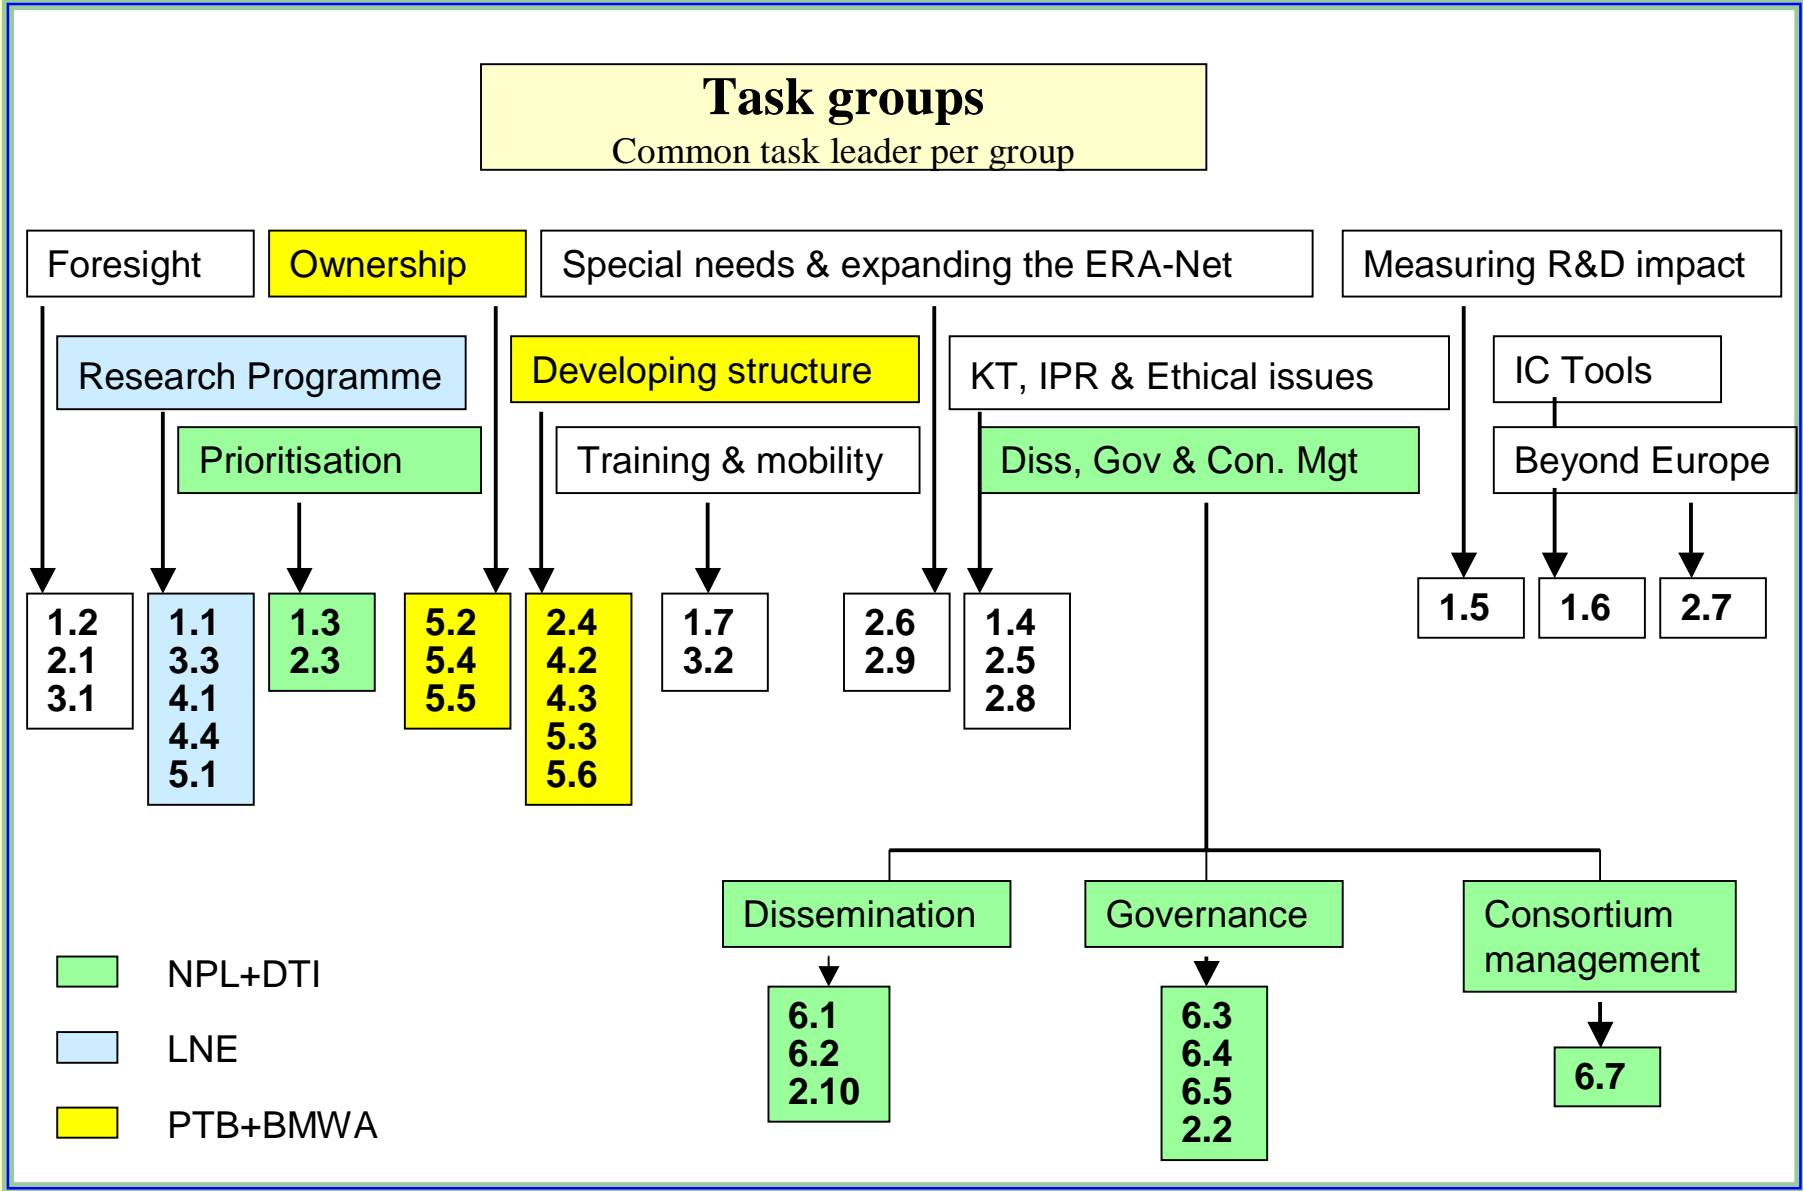 Task groups
Common task leader per group
Foresight
Ownership
Special needs & expanding the ERA-Net
Measuring R&D impact
Research Programme
Developing structure
KT, IPR & Ethical issues
IC Tools
Prioritisation
Training & mobility
Diss, Gov & Con. Mgt
Beyond Europe
1.2
2.1
3.1
1.1
3.3
4.1
4.4
5.1
1.3
2.3
5.2
5.4
5.5
2.4
4.2
4.3
5.3
5.6
1.7
3.2
2.6
2.9
1.4
2.5
2.8
1.5
1.6
2.7
Dissemination
6.1
6.2
2.10
Governance
6.3
6.4
6.5
2.2
Consortium
management
6.7
NPL+DTI
LNE
PTB+BMWA